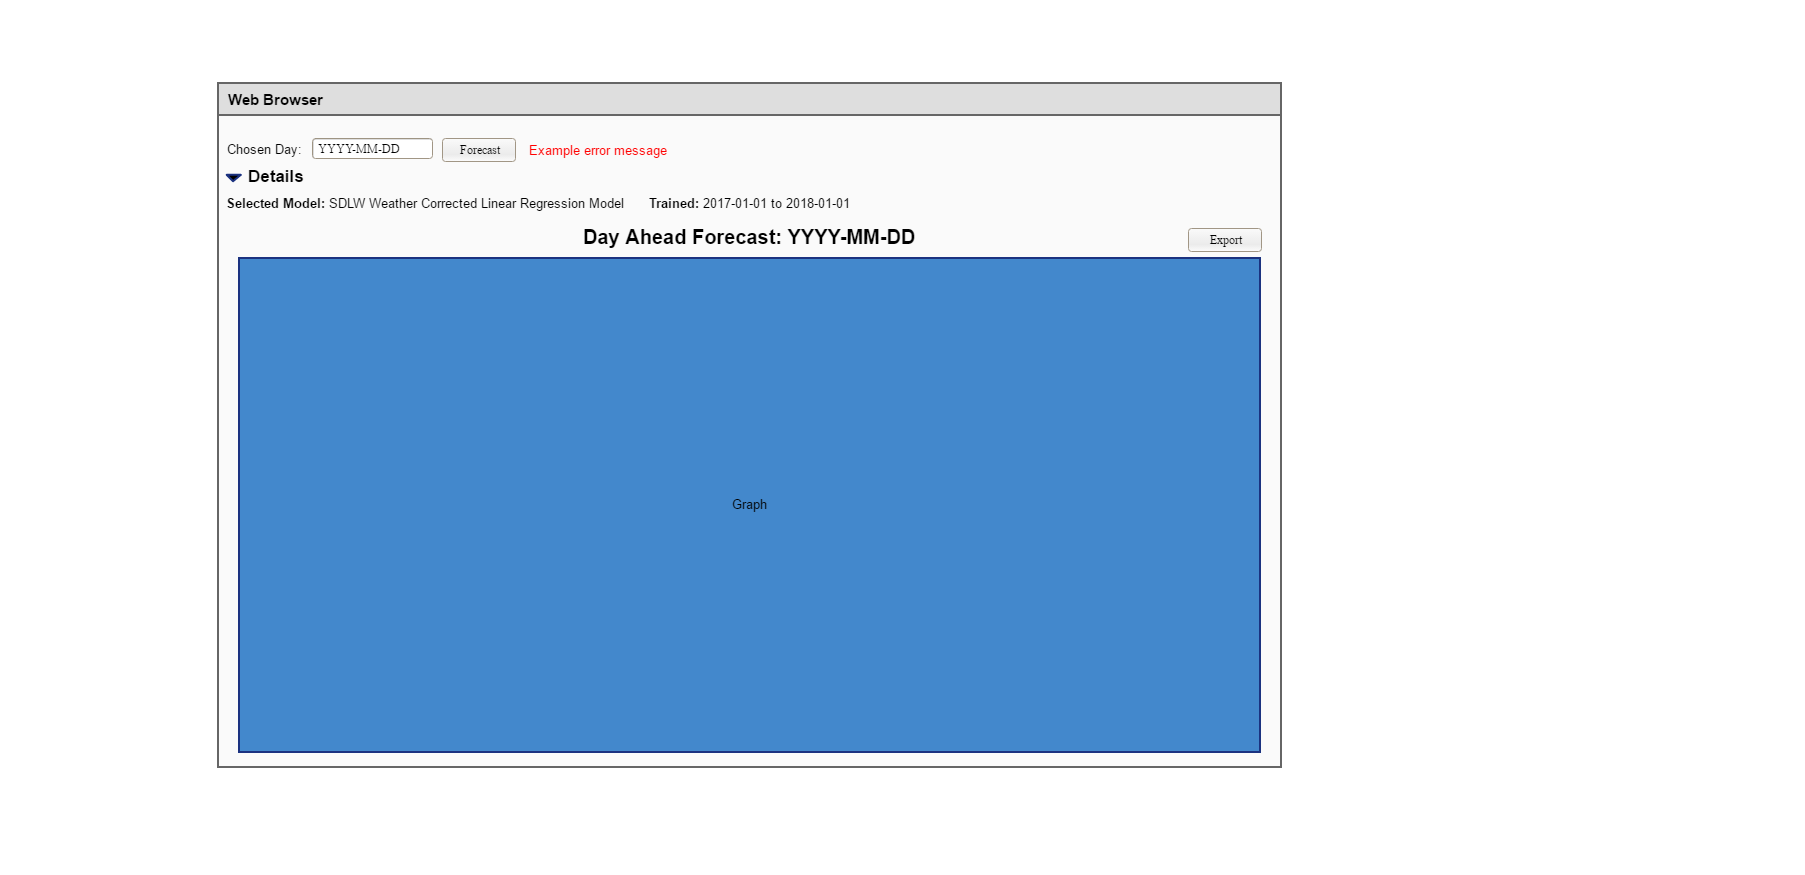 Web Browser
Chosen Day: YYYY-MM-DD Forecast Example error message
Details
Selected Model: SDLW Weather Corrected Linear Regression Model Trained: 2017-01-01 to 2018-01-01
Day Ahead Forecast: YYYY-MM-DD Export
Graph